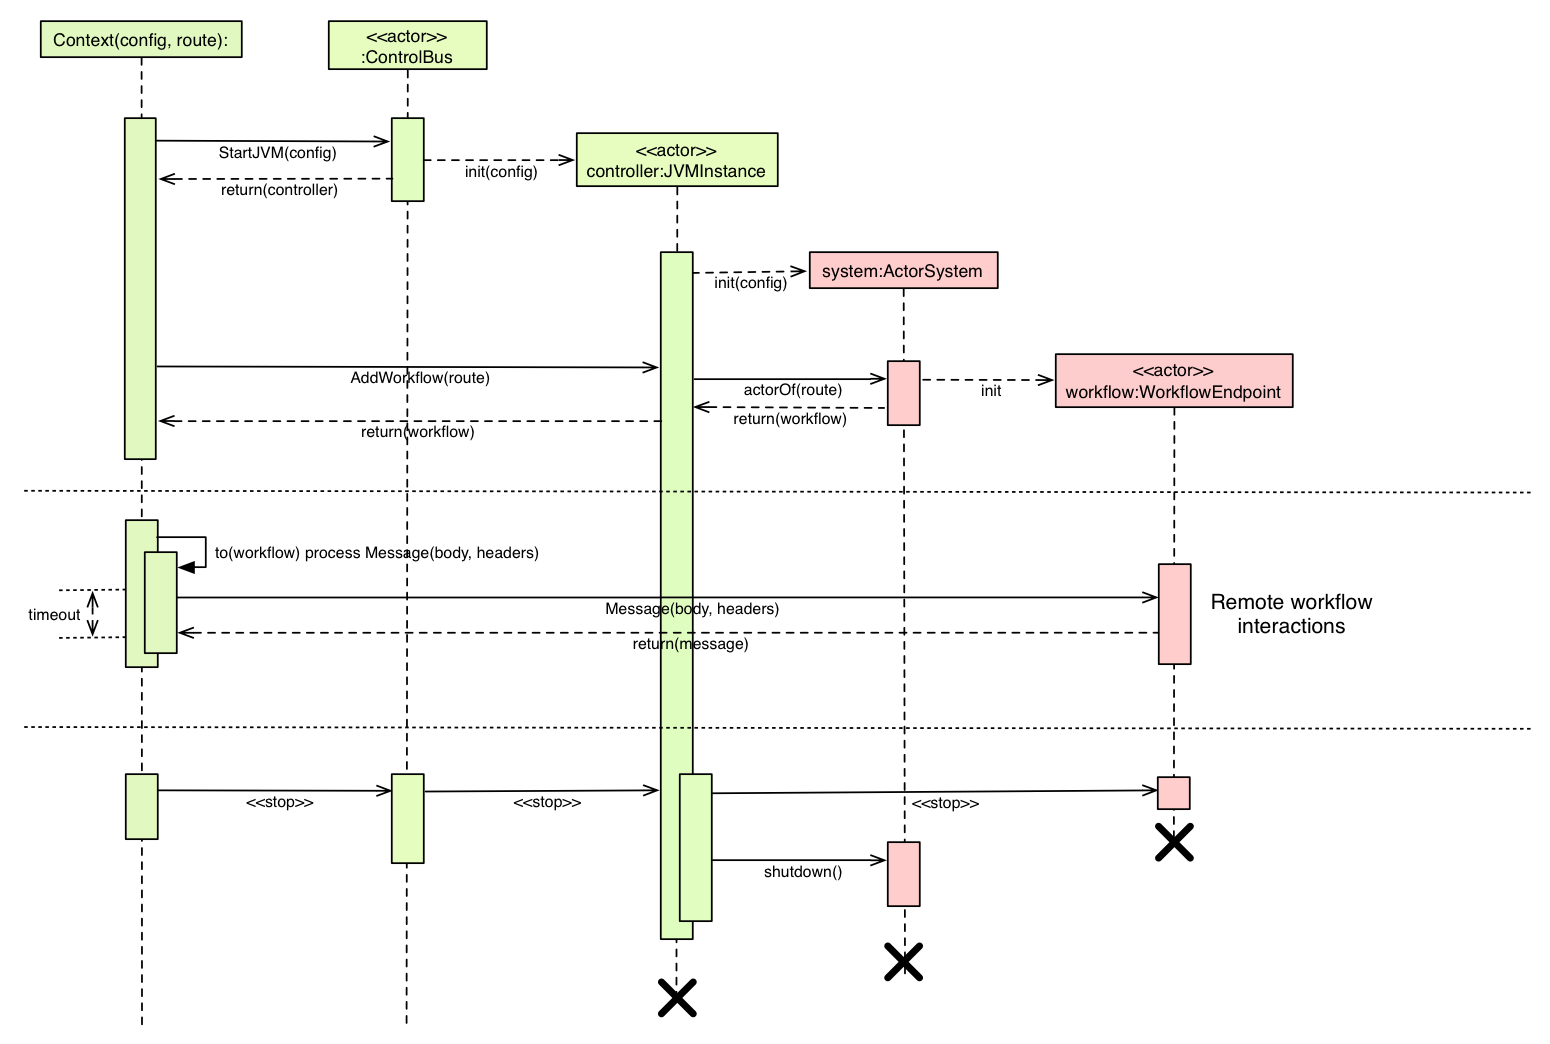 Context(config, route):
<<actor>>
:ControlBus
StartJVM(config)
init(config)
<<actor>>
controller:JVMInstance
return(controller)
init(config)
system:ActorSystem
AddWorkflow(route)
actorOf(route)
init
<<actor>>
workflow:WorkflowEndpoint
return(workflow)
return(workflow)
to(workflow) process Message(body, headers)
timeout
Message(body, headers)
Remote workflow
interactions
return(message)
<<stop>>
<<stop>>
<<stop>>
shutdown()